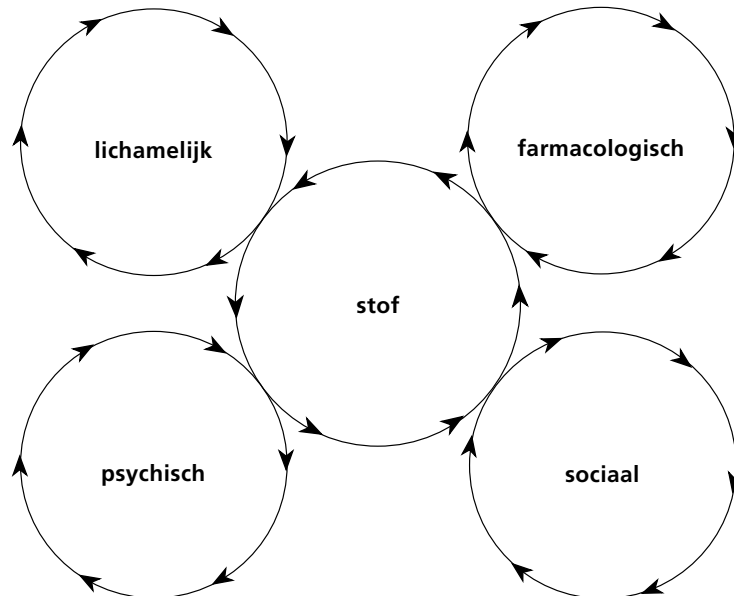 lichamelijk
farmacologisch
stof
psychisch
sociaal